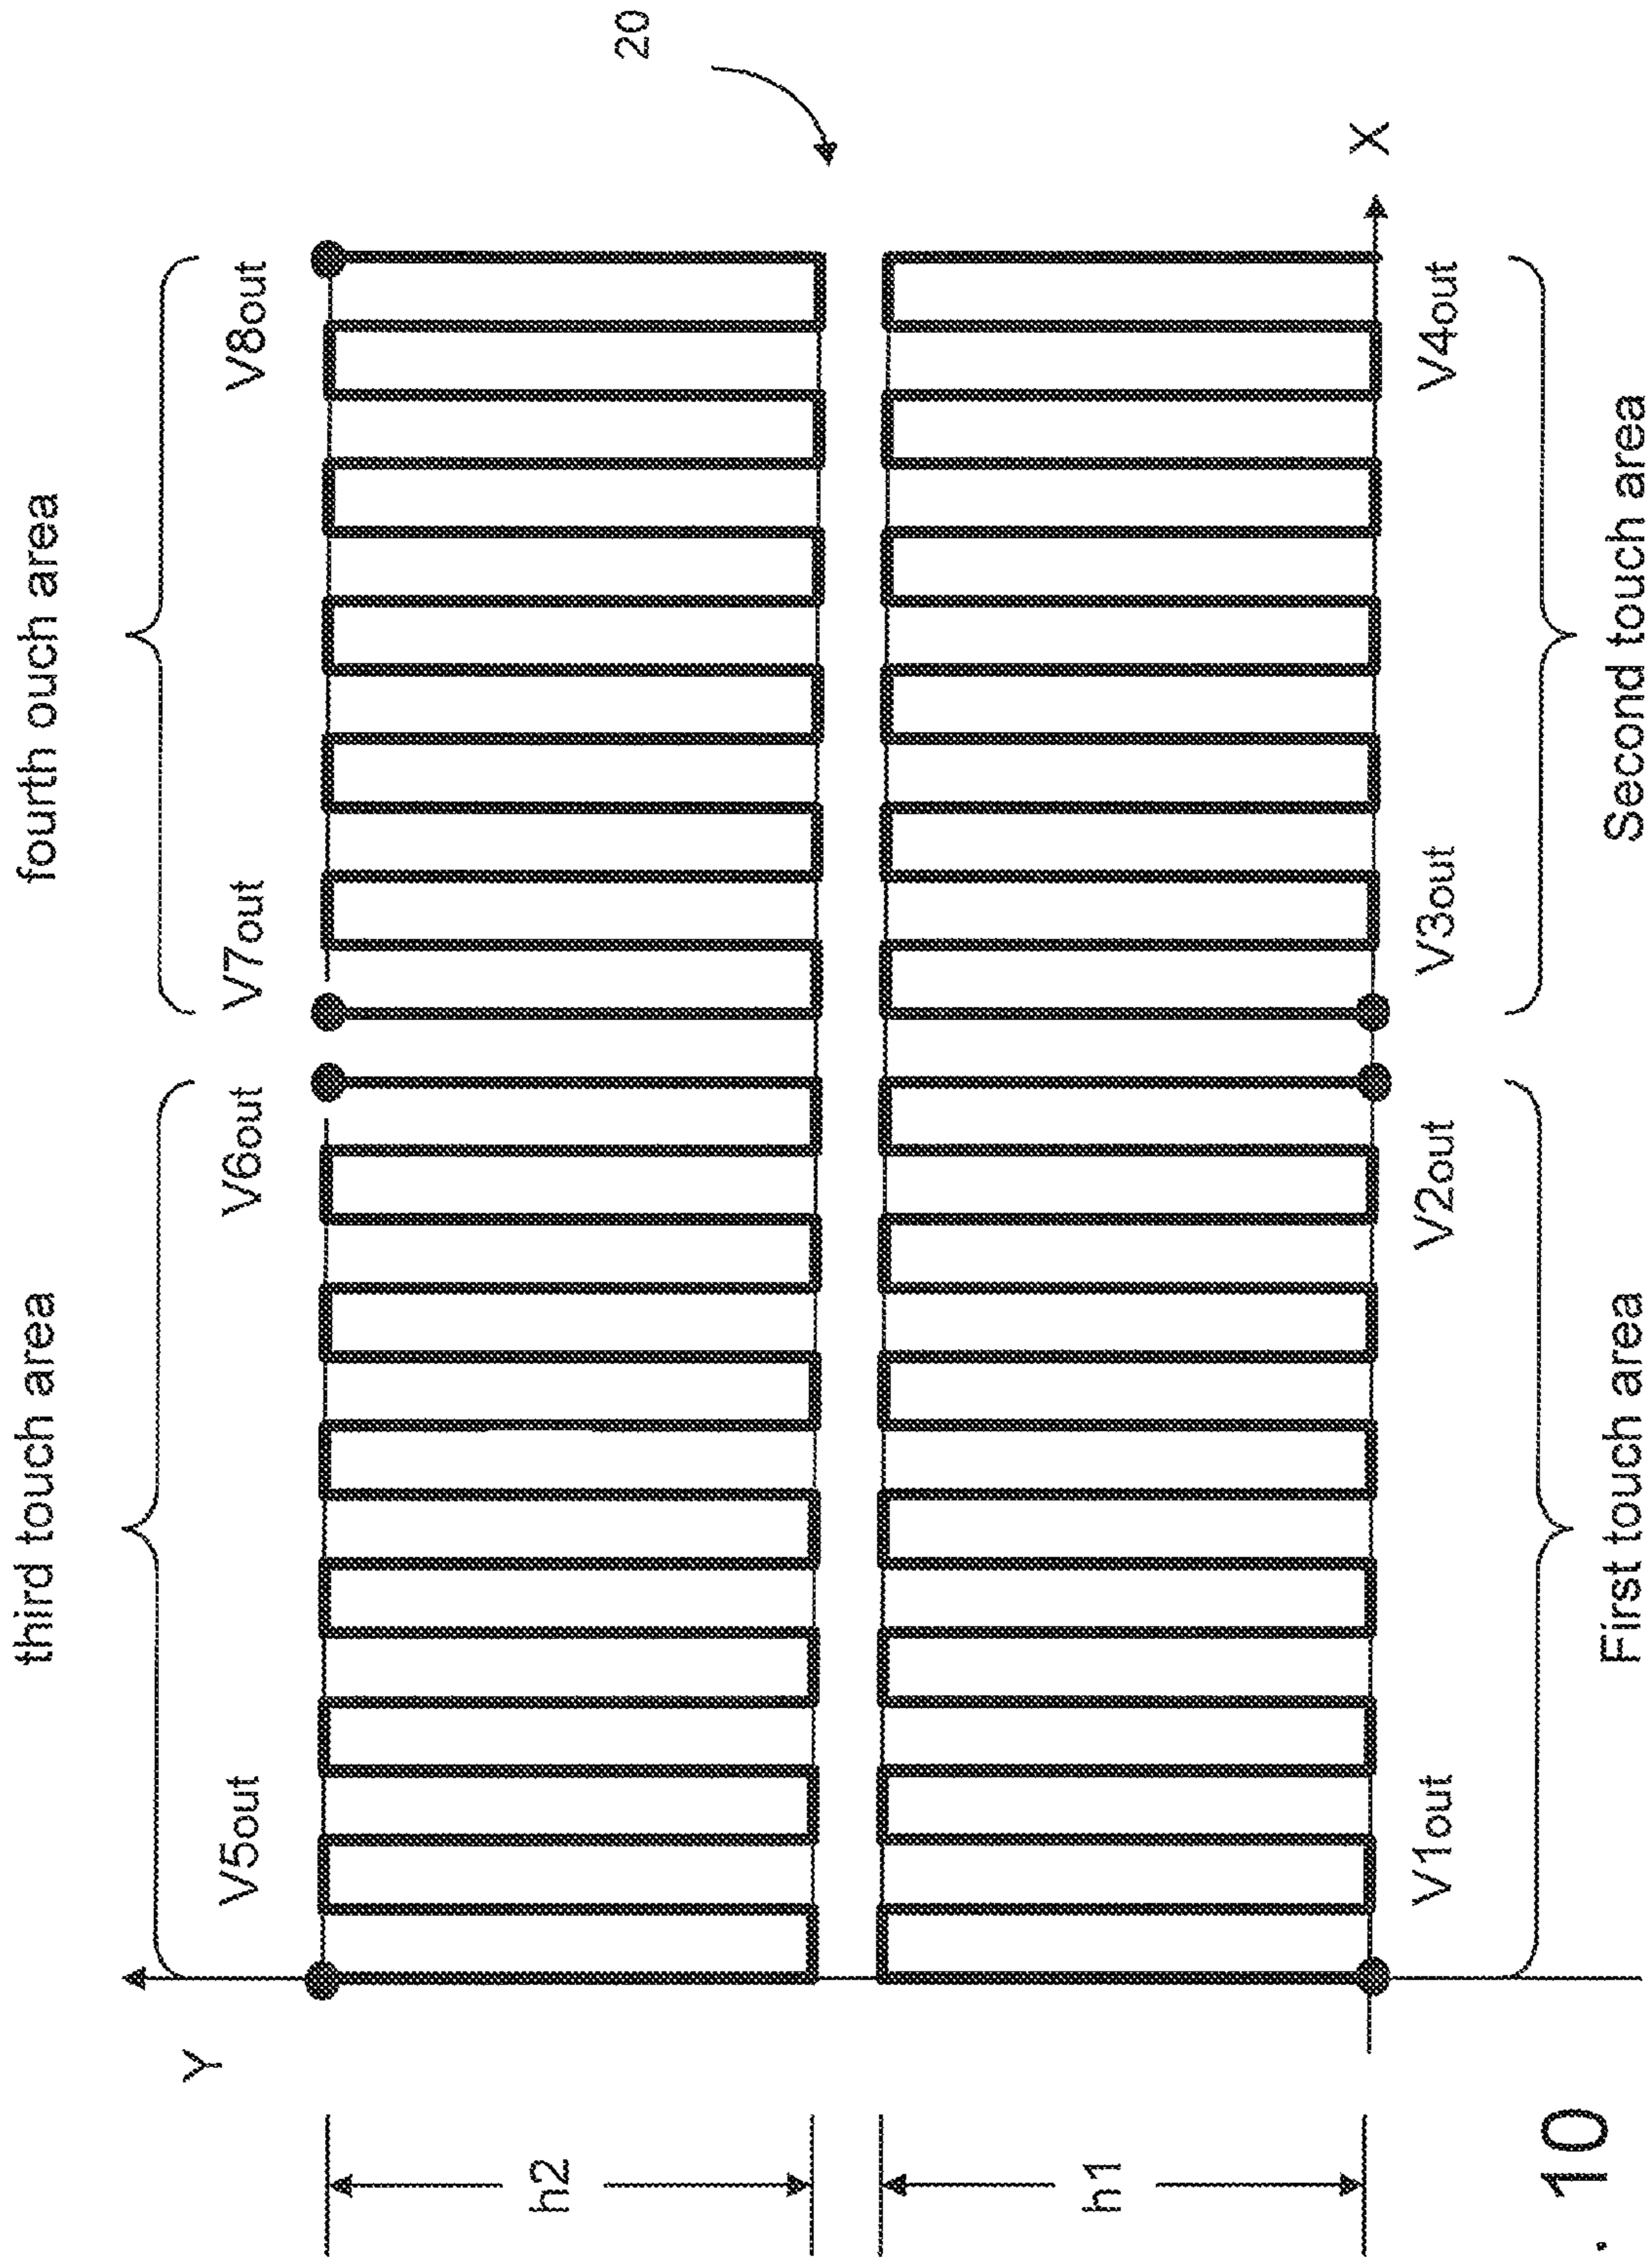 third touch area
fourth ouch area
V5out
V6out
V7out
V8out
Y
20
h2
h1
X
V1out
V2out
V3out
V4out
First touch area
Second touch area
. 10